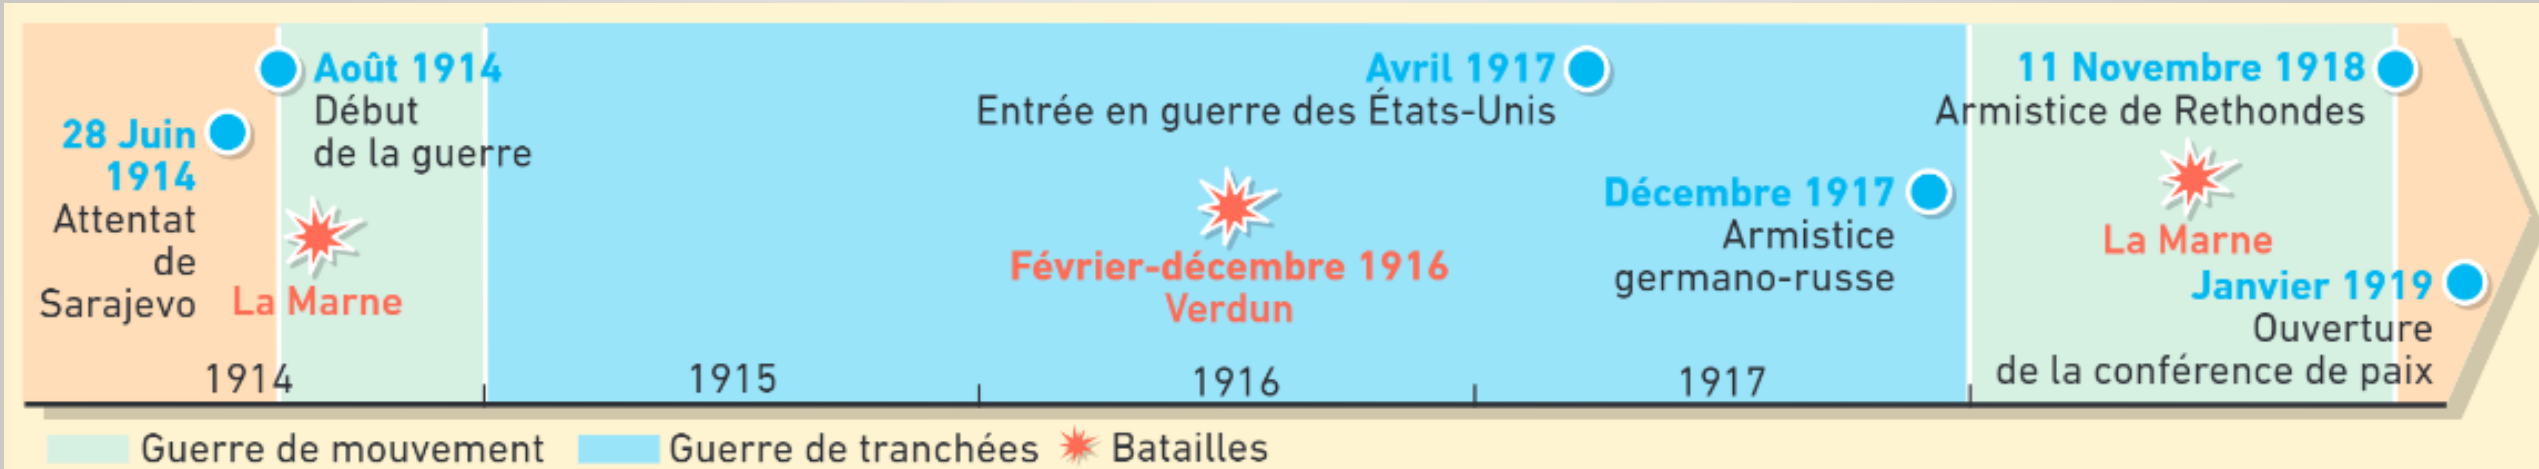 28 Juin
1914
Attentat
de
Sarajevo
Août 1914
Début
de la guerre
La Marne
Avril 1917
Entrée en guerre des États-Unis
Février-décembre 1916
Verdun
Décembre 1917
Armistice
germano-russe
11 Novembre 1918
Armistice de Rethondes
La Marne
Janvier 1919
Ouverture
de la conférence de paix
1914
1915
1916
1917
Guerre de mouvement
Guerre de tranchées
Batailles